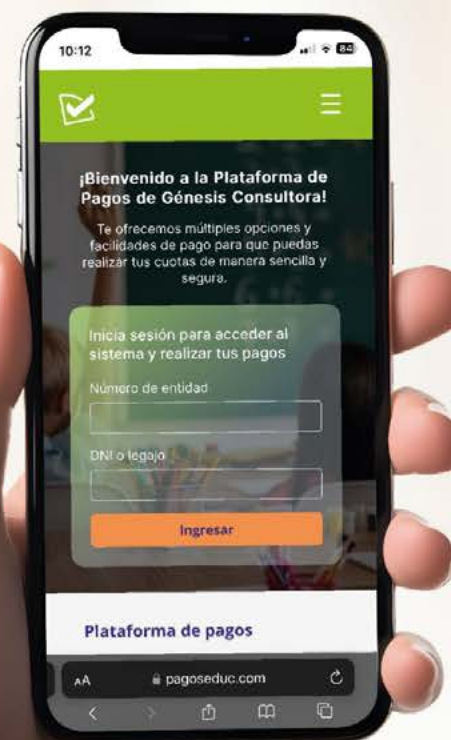 10:12
84
¡Bienvenido a la Plataforma de
Pagos de Génesis Consultora!
Te ofrecemos múltiples opciones y
facilidades de pago para que puedas
realizar tus cuotas de manera sencilla y
segura.
Inicia sesión para acceder al
sistema y realizar tus pagos
Número de entidad
DNI o legajo
Ingresar
Plataforma de pagos
AA
pagoseduc.com